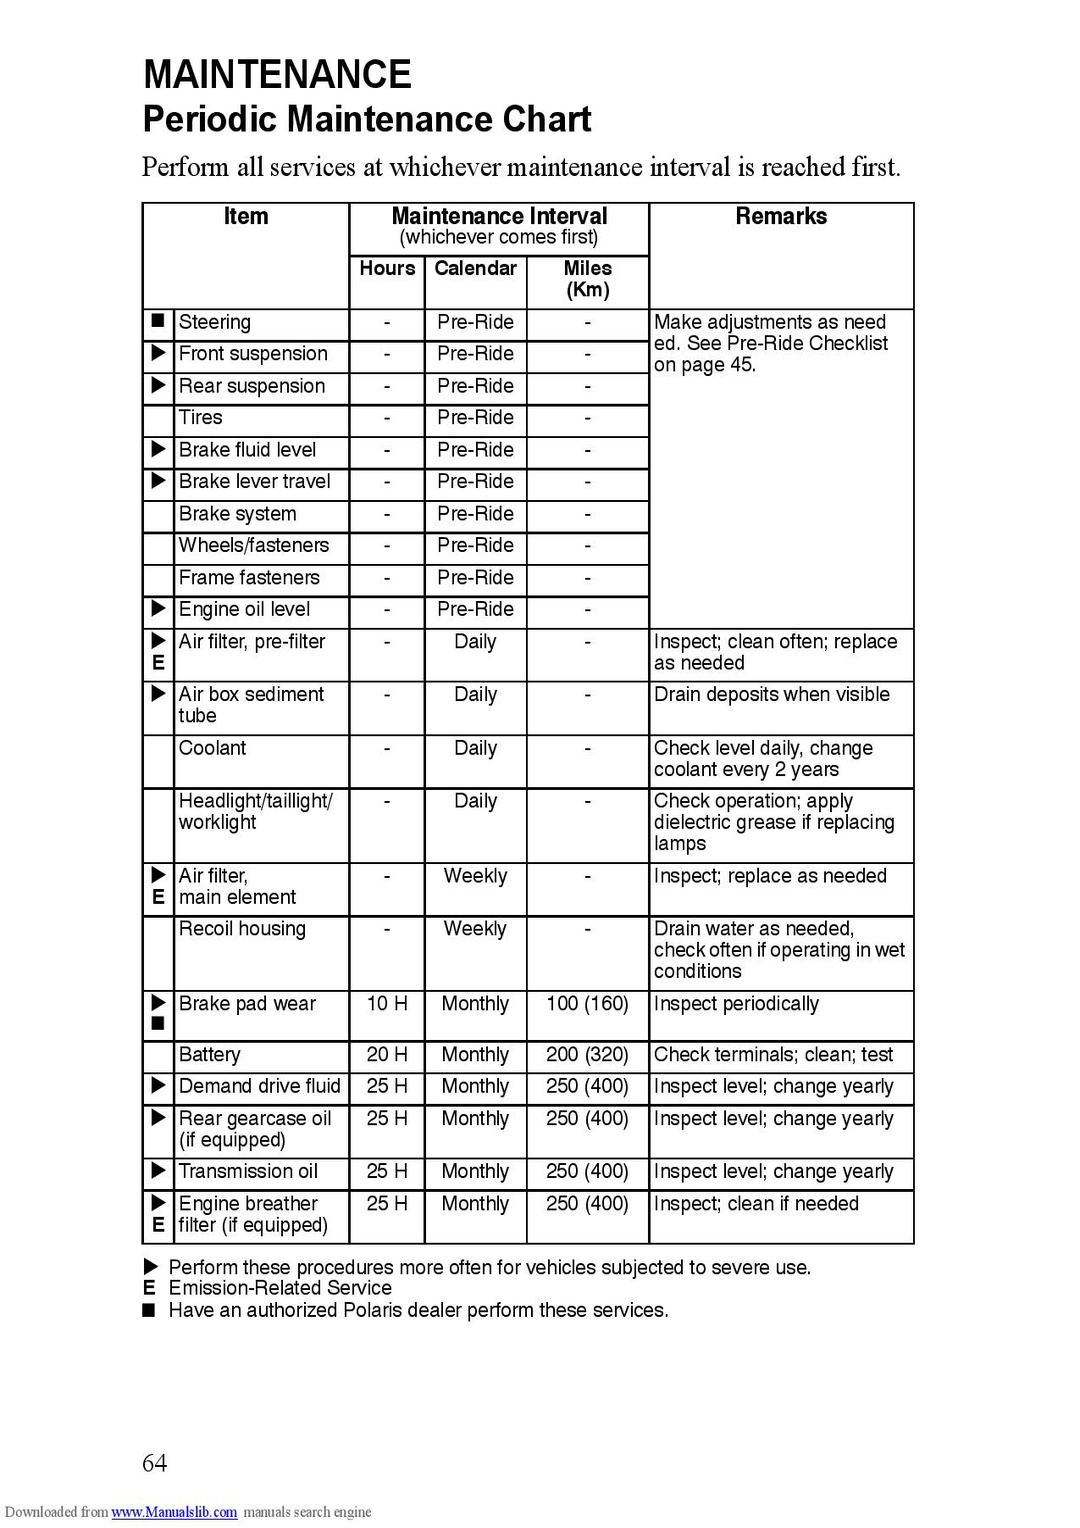 MAINTENANCE
Periodic Maintenance Chart
Perform all services at whichever maintenance interval is reached first.
Item Maintenance Interval Remarks
(whichever comes first)
Hours Calendar Miles
(Km)
■ Steering - Pre-Ride - Make adjustments as need
ed. See Pre-Ride Checklist
on page 45.
▶ Front suspension - Pre-Ride -
▶ Rear suspension - Pre-Ride -
Tires - Pre-Ride -
▶ Brake fluid level - Pre-Ride -
▶ Brake lever travel - Pre-Ride -
Brake system - Pre-Ride -
Wheels/fasteners - Pre-Ride -
Frame fasteners - Pre-Ride -
▶ Engine oil level - Pre-Ride -
▶ Air filter, pre-filter - Daily - Inspect; clean often; replace
E as needed
▶ Air box sediment - Daily - Drain deposits when visible
tube
Coolant - Daily - Check level daily, change
coolant every 2 years
Headlight/taillight/ - Daily - Check operation; apply
worklight dielectric grease if replacing
lamps
▶ Air filter, - Weekly - Inspect; replace as needed
E main element
Recoil housing - Weekly - Drain water as needed,
check often if operating in wet
conditions
▶ Brake pad wear 10 H Monthly 100 (160) Inspect periodically
■
Battery 20 H Monthly 200 (320) Check terminals; clean; test
▶ Demand drive fluid 25 H Monthly 250 (400) Inspect level; change yearly
▶ Rear gearcase oil 25 H Monthly 250 (400) Inspect level; change yearly
(if equipped)
▶ Transmission oil 25 H Monthly 250 (400) Inspect level; change yearly
▶ Engine breather 25 H Monthly 250 (400) Inspect; clean if needed
E filter (if equipped)
▶ Perform these procedures more often for vehicles subjected to severe use.
E Emission-Related Service
■ Have an authorized Polaris dealer perform these services.
64
Downloaded from www.Manualslib.com manuals search engine